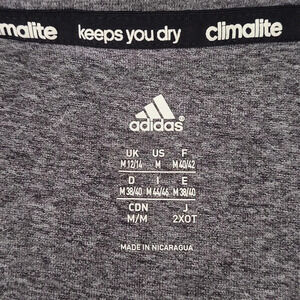 climalite keeps you dry climalite
adidas
UK US F
M 12/14 M M 40/42
D I E
M 38/40 M 44/46 M 38/40
CDN J
M/M 2XOT
MADE IN NICARAGUA